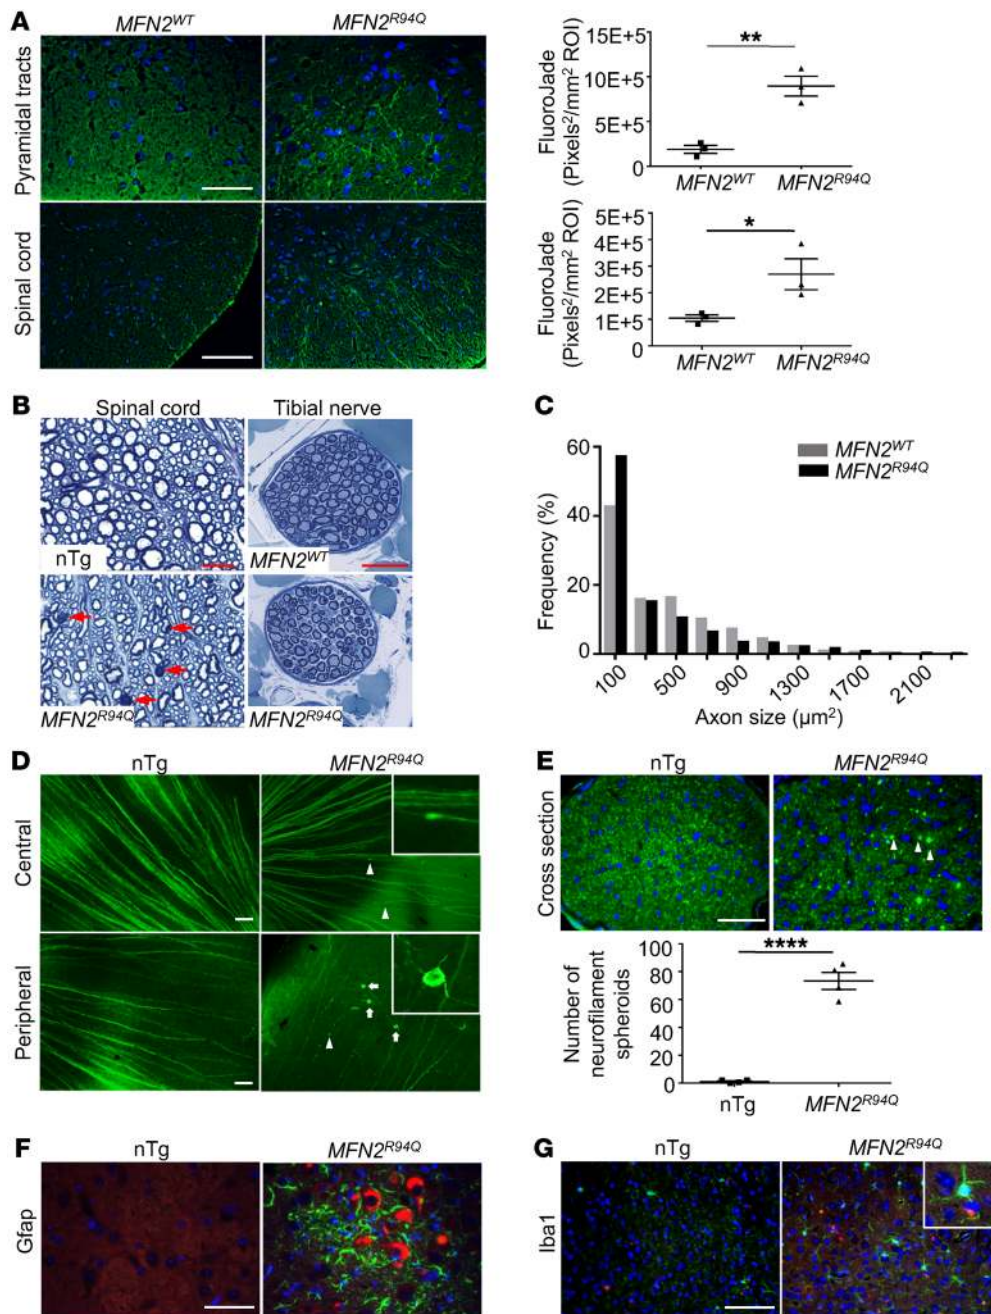 A
MFN2WT
MFN2R94Q
Pyramidal tracts
Spinal cord
FluoroJade
(Pixels2/mm2 ROI)
15E+5
10E+5
5E+5
0
**
MFN2WT
MFN2R94Q
FluoroJade
(Pixels2/mm2 ROI)
5E+5
4E+5
3E+5
2E+5
1E+5
0
*
MFN2WT
MFN2R94Q
B
Spinal cord
Tibial nerve
nTg
MFN2WT
MFN2R94Q
MFN2R94Q
C
MFN2WT
MFN2R94Q
Frequency (%)
60
40
20
0
100
500
900
1300
1700
2100
Axon size (µm2)
D
nTg
MFN2R94Q
Central
Peripheral
E
nTg
MFN2R94Q
Cross section
Number of
neurofilament
spheroids
100
80
60
40
20
0
****
nTg
MFN2R94Q
F
nTg
MFN2R94Q
Gfap
G
nTg
MFN2R94Q
Iba1